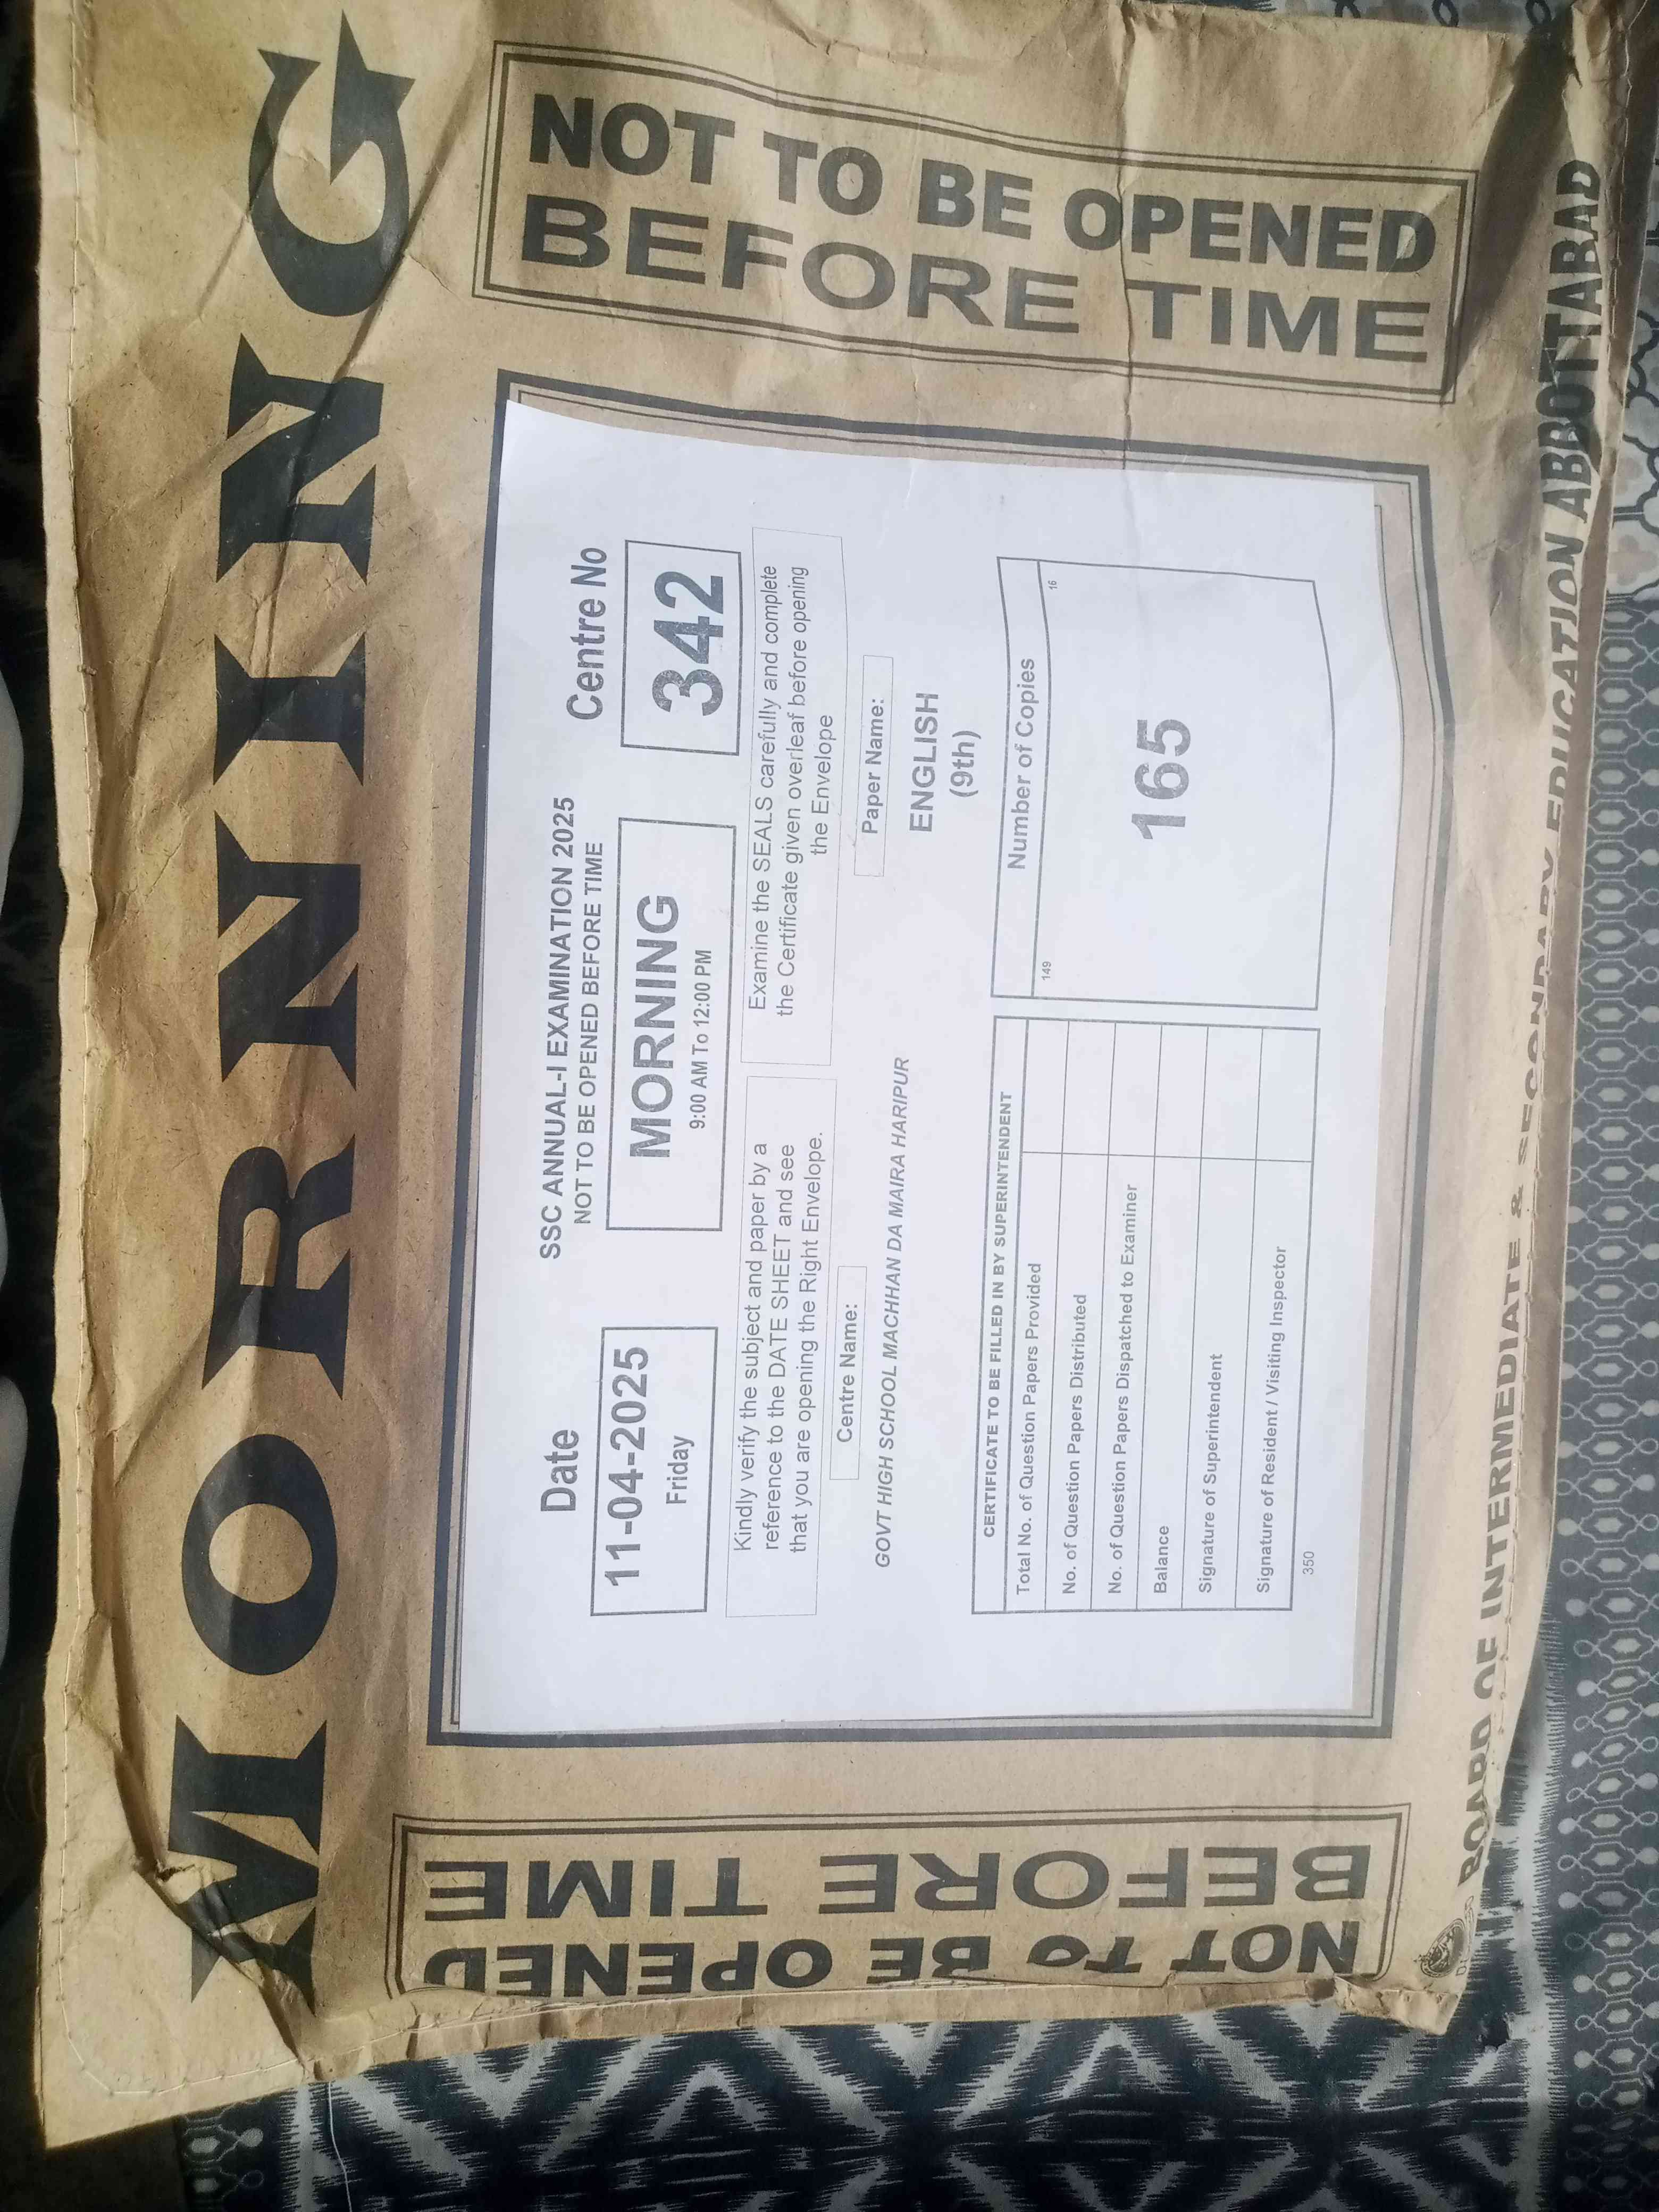 MORNING
NOT TO BE OPENED
BEFORE TIME
SSC ANNUAL-I EXAMINATION 2025
NOT TO BE OPENED BEFORE TIME
Date
11-04-2025
Friday
MORNING
9:00 AM To 12:00 PM
Centre No
342
Kindly verify the subject and paper by a
reference to the DATE SHEET and see
that you are opening the Right Envelope.
Examine the SEALS carefully and complete
the Certificate given overleaf before opening
the Envelope
Centre Name:
GOVT HIGH SCHOOL MACHHAN DA MAIRA HARIPUR
Paper Name:
ENGLISH
(9th)
CERTIFICATE TO BE FILLED IN BY SUPERINTENDENT
Total No. of Question Papers Provided
No. of Question Papers Distributed
No. of Question Papers Dispatched to Examiner
Balance
Signature of Superintendent
Signature of Resident / Visiting Inspector
350
Number of Copies
149
16
165
NOT TO BE OPENED
BEFORE TIME
BOARD OF INTERMEDIATE & SECONDARY EDUCATION ABBOTTABAD